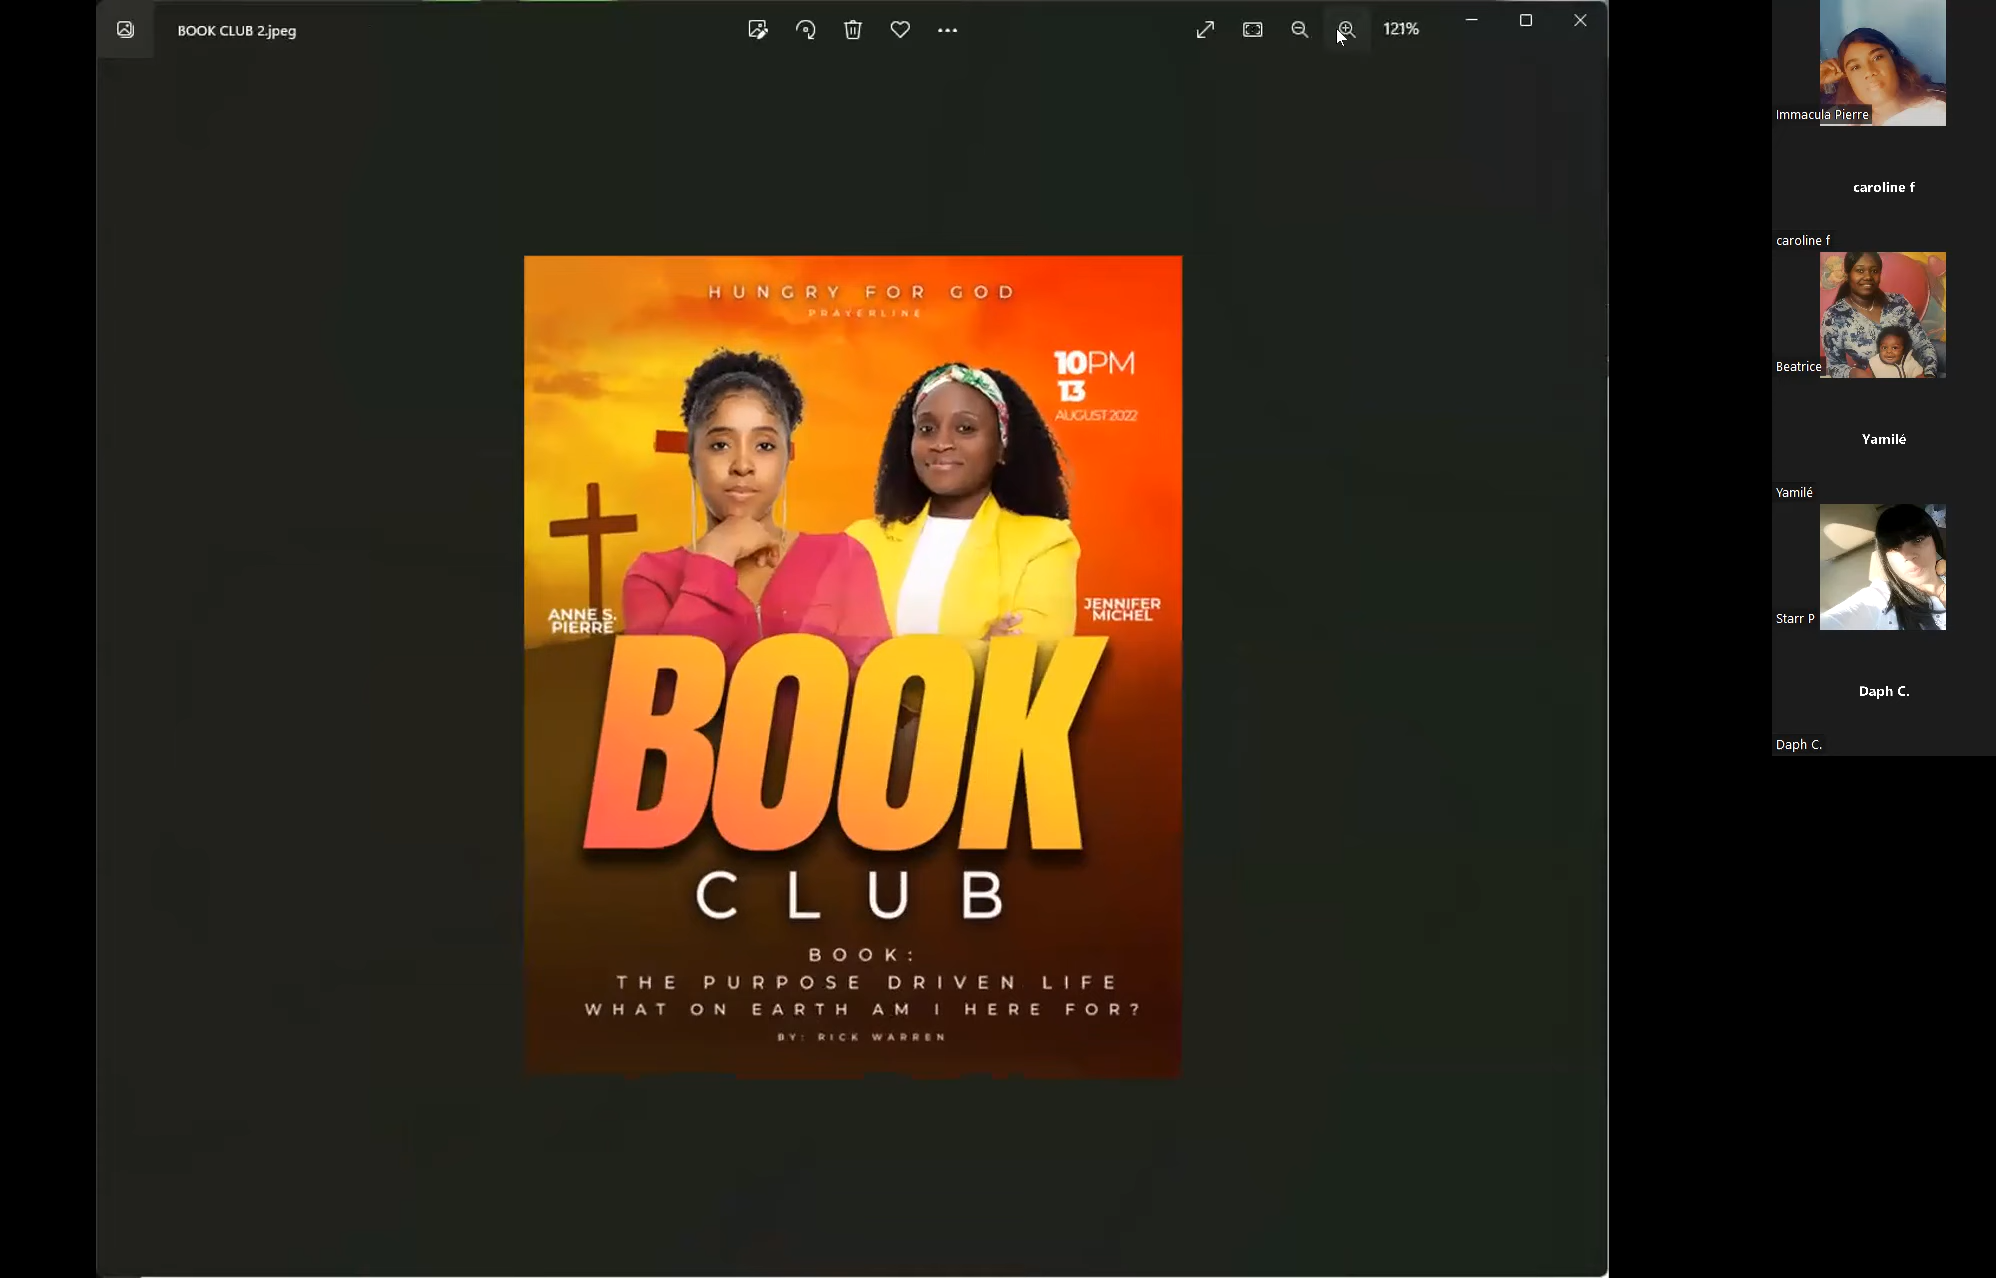 BOOK CLUB 2.jpeg
121%
HUNGRY FOR GOD
PRAYERLINE
10PM
13
AUGUST 2022
ANNE S.
PIERRE
JENNIFER
MICHEL
BOOK
CLUB
BOOK:
THE PURPOSE DRIVEN LIFE
WHAT ON EARTH AM I HERE FOR?
BY: RICK WARREN
Immacula Pierre
caroline f
caroline f
Beatrice
Yamilé
Yamilé
Starr P
Daph C.
Daph C.